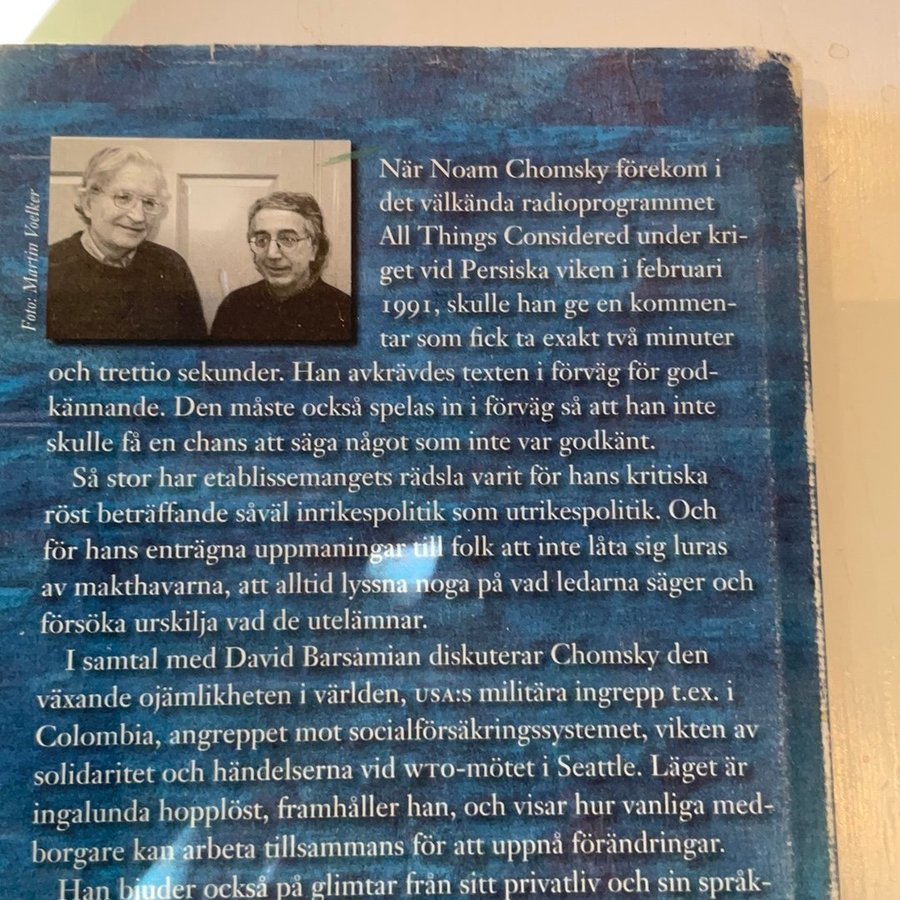 Foto: Martin Voelker
När Noam Chomsky förekom i
det välkända radioprogrammet
All Things Considered under kri-
get vid Persiska viken i februari
1991, skulle han ge en kommen-
tar som fick ta exakt två minuter
och trettio sekunder. Han avkrävdes texten i förväg för god-
kännande. Den måste också spelas in i förväg så att han inte
skulle få en chans att säga något som inte var godkänt.
Så stor har etablissemangets rädsla varit för hans kritiska
röst beträffande såväl inrikespolitik som utrikespolitik. Och
för hans enträgna uppmaningar till folk att inte låta sig luras
av makthavarna, att alltid lyssna noga på vad ledarna säger och
försöka urskilja vad de utelämnar.
I samtal med David Barsamian diskuterar Chomsky den
växande ojämlikheten i världen, USA:s militära ingrepp t.ex. i
Colombia, angreppet mot socialförsäkringssystemet, vikten av
solidaritet och händelserna vid WTO-mötet i Seattle. Läget är
ingalunda hopplöst, framhåller han, och visar hur vanliga med-
borgare kan arbeta tillsammans för att uppnå förändringar.
Han bjuder också på glimtar från sitt privatliv och sin språk-